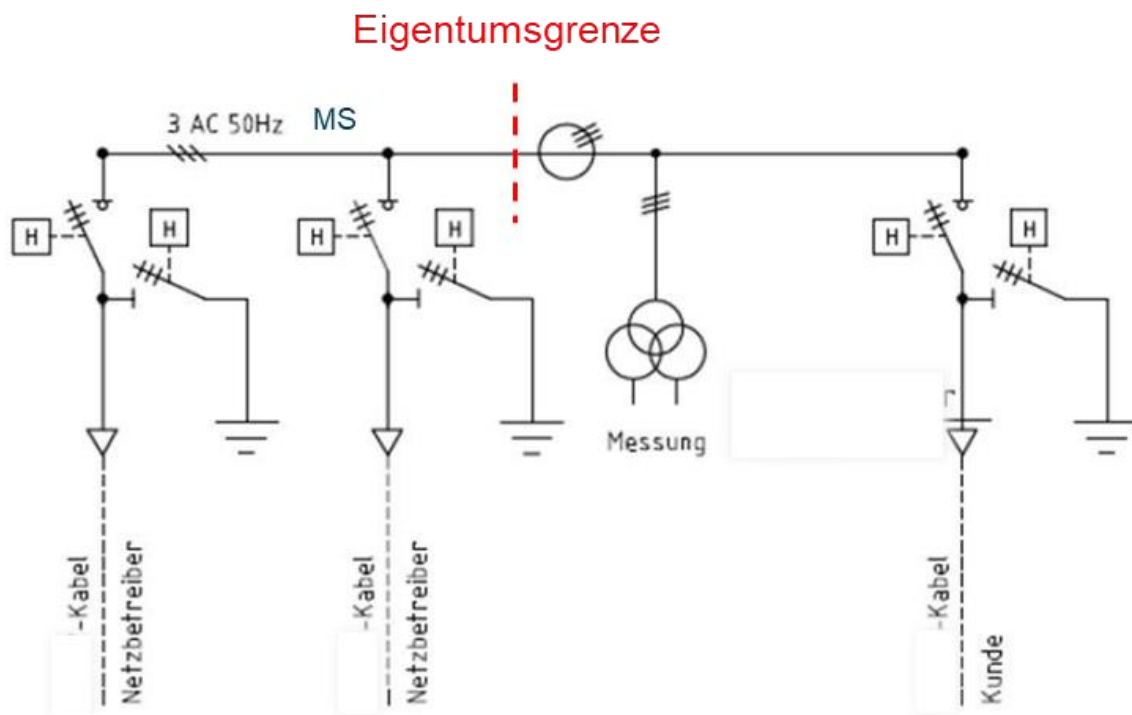 Eigentumsgrenze
3 AC 50Hz MS
H
H
H
H
H
H
Messung
-Kabel
Netzbetreiber
-Kabel
Netzbetreiber
-Kabel
Kunde